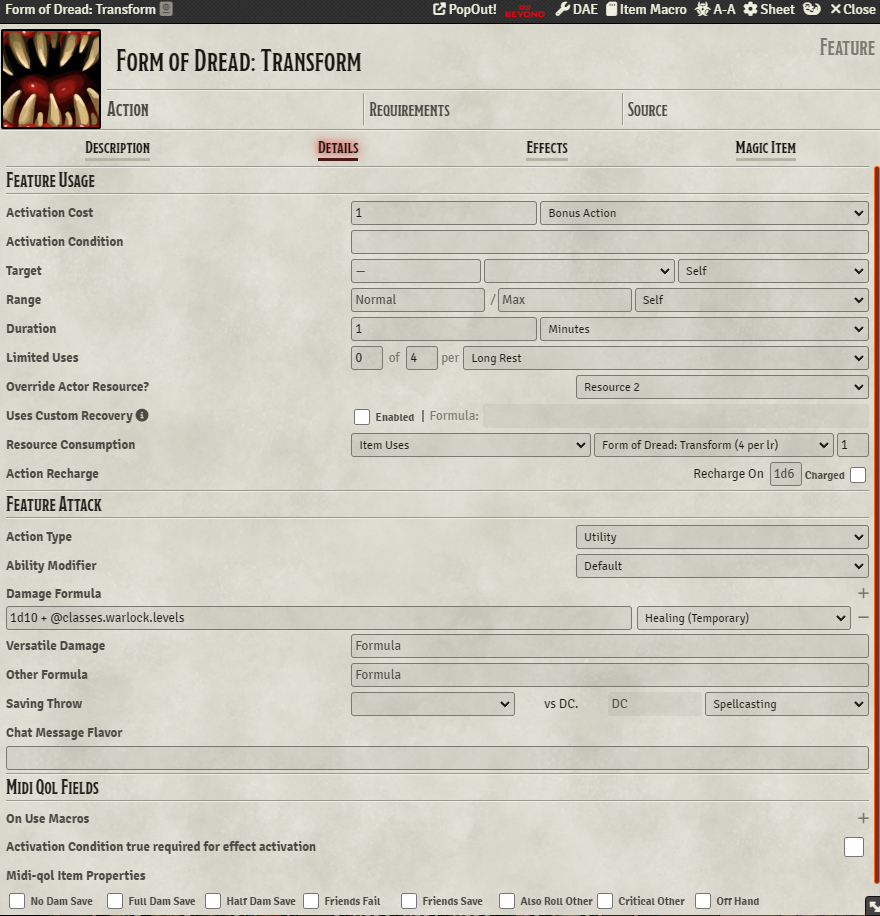 Form of Dread: Transform PopOut! BEYOND DAE Item Macro A-A Sheet Close
Form of Dread: Transform
Feature
Action Requirements Source
Description Details Effects Magic Item
Feature Usage
Activation Cost 1 Bonus Action
Activation Condition
Target — Self
Range Normal / Max Self
Duration 1 Minutes
Limited Uses 0 of 4 per Long Rest
Override Actor Resource? Resource 2
Uses Custom Recovery Enabled | Formula:
Resource Consumption Item Uses Form of Dread: Transform (4 per lr) 1
Action Recharge Recharge On 1d6 Charged
Feature Attack
Action Type Utility
Ability Modifier Default
Damage Formula +
1d10 + @classes.warlock.levels Healing (Temporary) −
Versatile Damage Formula
Other Formula Formula
Saving Throw vs DC. DC Spellcasting
Chat Message Flavor
Midi Qol Fields
On Use Macros +
Activation Condition true required for effect activation
Midi-qol Item Properties
No Dam Save Full Dam Save Half Dam Save Friends Fail Friends Save Also Roll Other Critical Other Off Hand